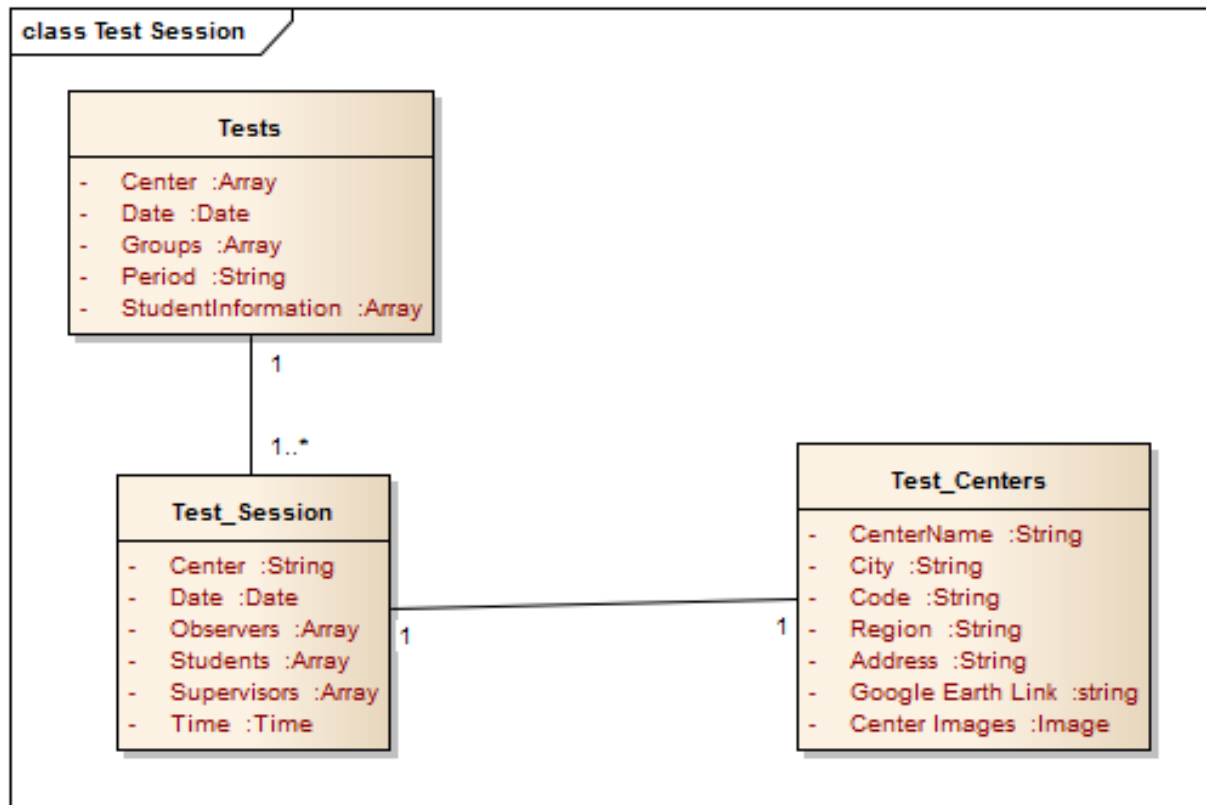 class Test Session
Tests
- Center :Array
- Date :Date
- Groups :Array
- Period :String
- StudentInformation :Array
1
1..*
Test_Session
- Center :String
- Date :Date
- Observers :Array
- Students :Array
- Supervisors :Array
- Time :Time
1
1
Test_Centers
- CenterName :String
- City :String
- Code :String
- Region :String
- Address :String
- Google Earth Link :string
- Center Images :Image